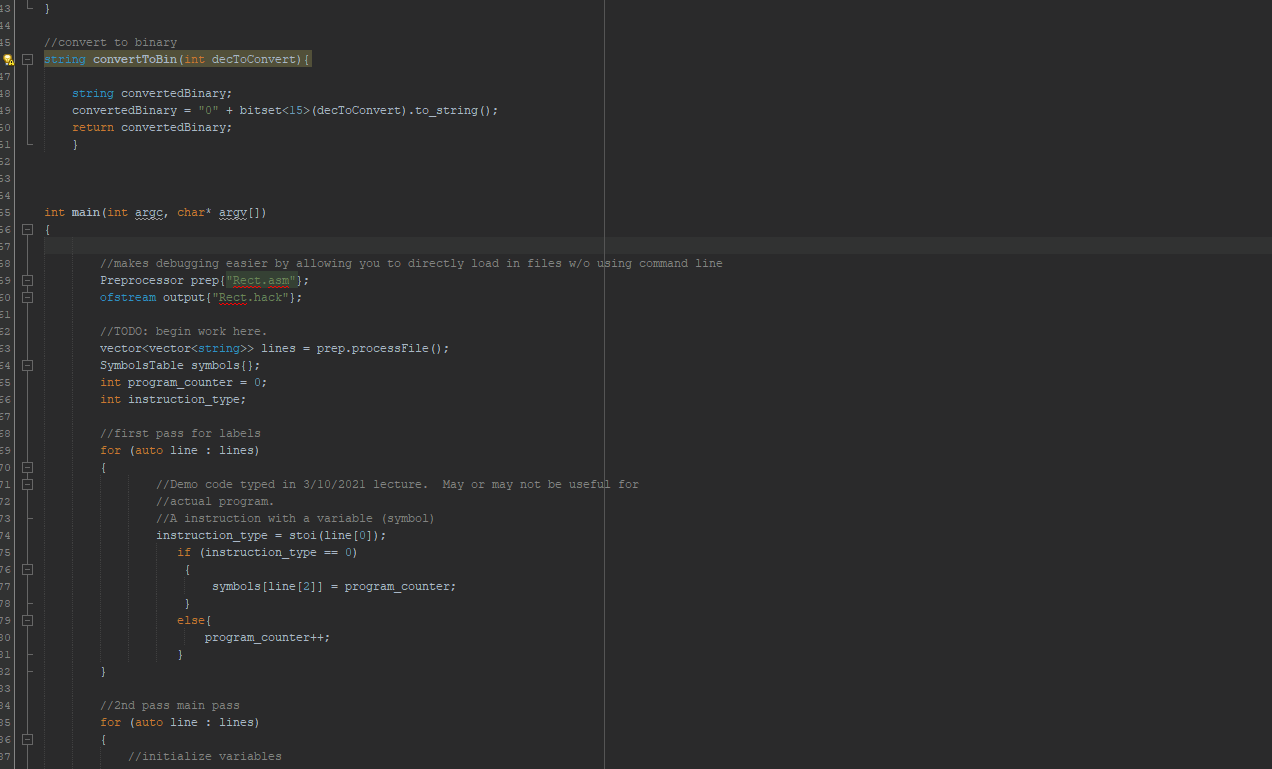 43 }
44
45 //convert to binary
string convertToBin(int decToConvert){
47
48 string convertedBinary;
49 convertedBinary = "0" + bitset<15>(decToConvert).to_string();
50 return convertedBinary;
51 }
52
53
54
55 int main(int argc, char* argv[])
56 {
57
58 //makes debugging easier by allowing you to directly load in files w/o using command line
59 Preprocessor prep{"Rect.asm"};
60 ofstream output{"Rect.hack"};
61
62 //TODO: begin work here.
63 vector<vector<string>> lines = prep.processFile();
64 SymbolsTable symbols{};
65 int program_counter = 0;
66 int instruction_type;
67
68 //first pass for labels
69 for (auto line : lines)
70 {
71 //Demo code typed in 3/10/2021 lecture.  May or may not be useful for
72 //actual program.
73 //A instruction with a variable (symbol)
74 instruction_type = stoi(line[0]);
75 if (instruction_type == 0)
76 {
77 symbols[line[2]] = program_counter;
78 }
79 else{
80 program_counter++;
81 }
82 }
83
84 //2nd pass main pass
85 for (auto line : lines)
86 {
87 //initialize variables